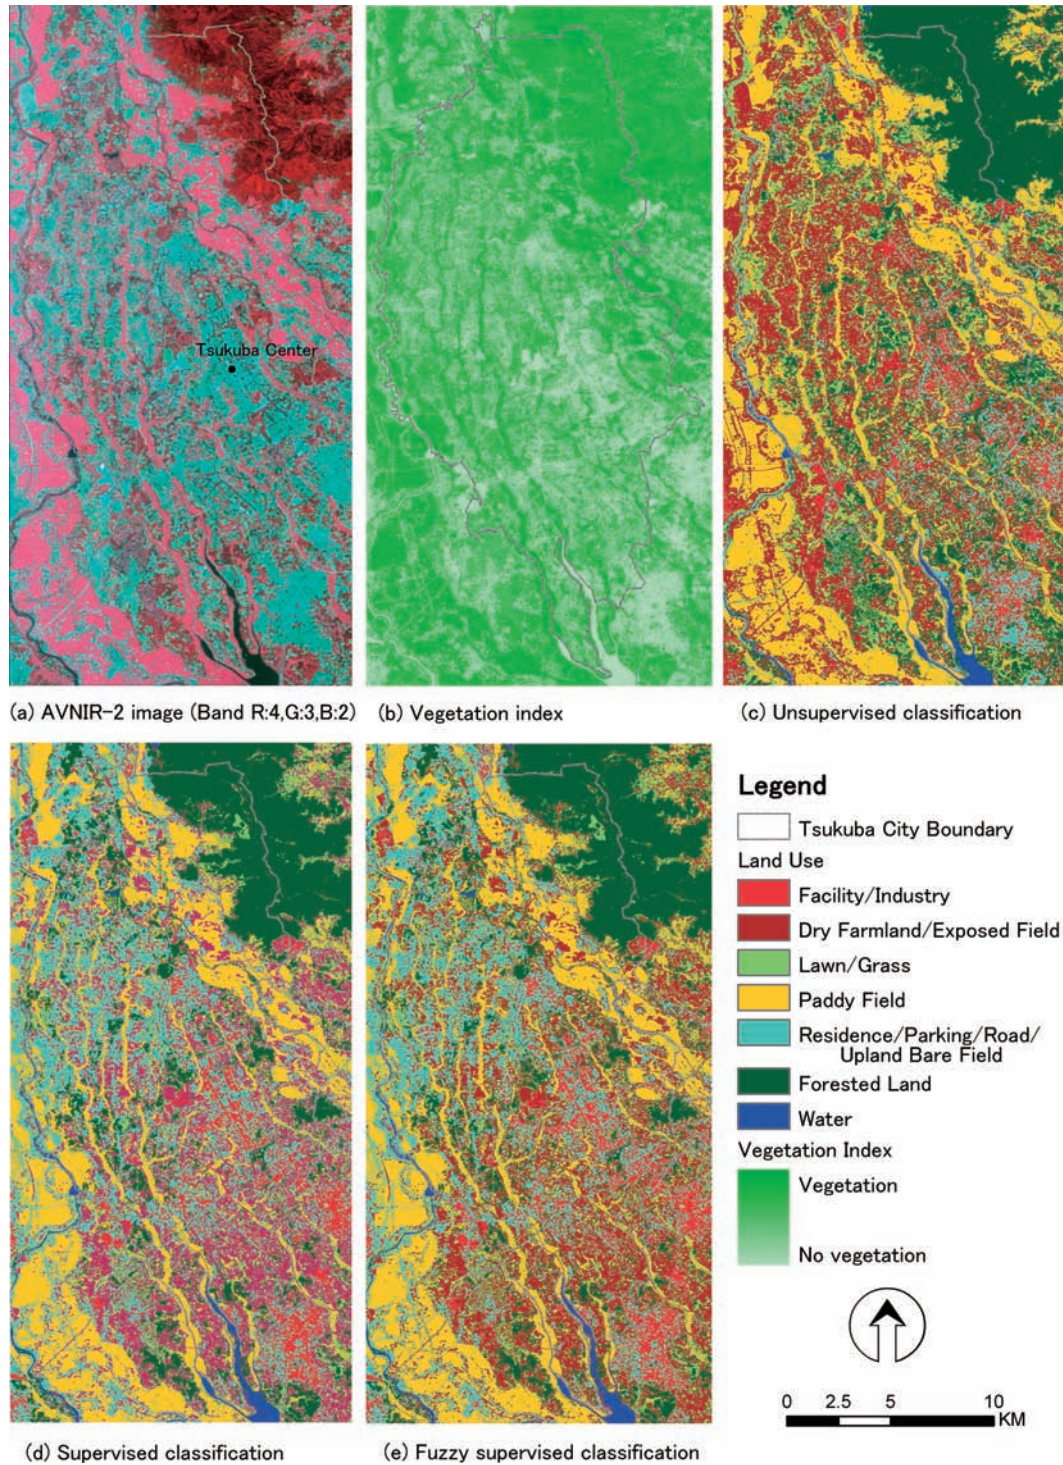 Tsukuba Center
(a) AVNIR-2 image (Band R:4,G:3,B:2)
(b) Vegetation index
(c) Unsupervised classification
Legend
Tsukuba City Boundary
Land Use
Facility/Industry
Dry Farmland/Exposed Field
Lawn/Grass
Paddy Field
Residence/Parking/Road/
Upland Bare Field
Forested Land
Water
Vegetation Index
Vegetation
No vegetation
0 2.5 5 10
KM
(d) Supervised classification
(e) Fuzzy supervised classification